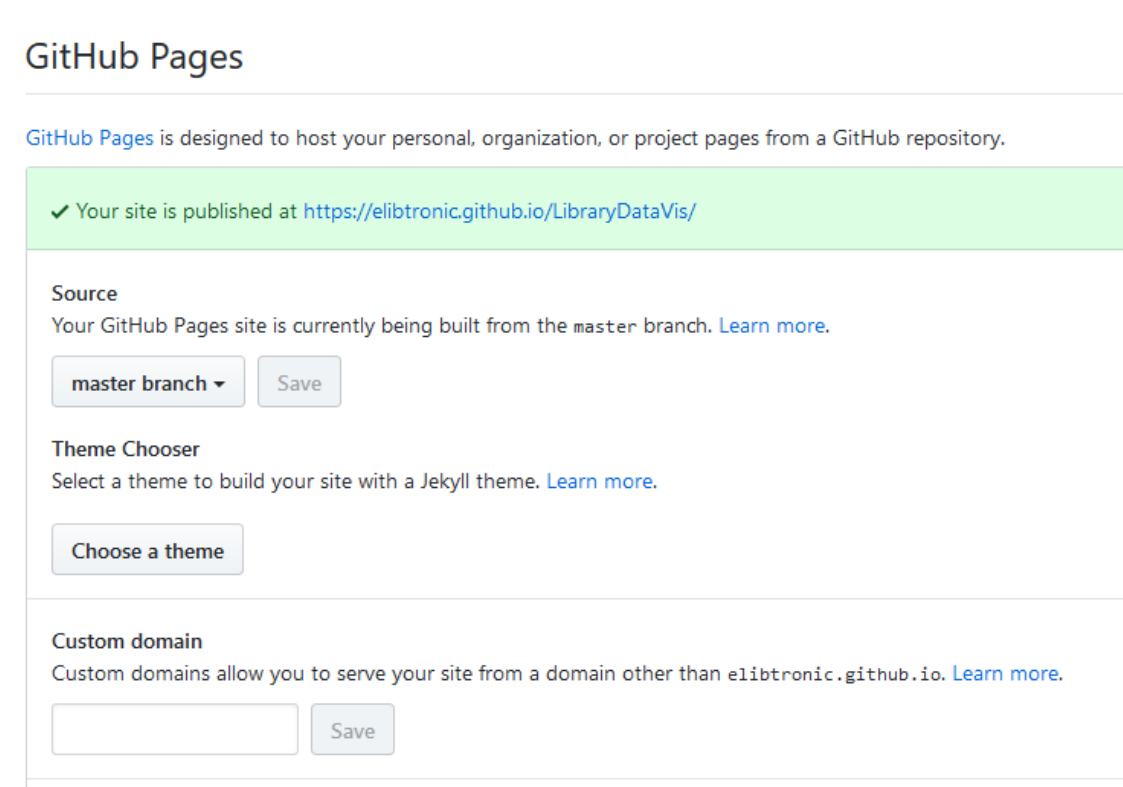 GitHub Pages
GitHub Pages is designed to host your personal, organization, or project pages from a GitHub repository.
✓ Your site is published at https://elibtronic.github.io/LibraryDataVis/
Source
Your GitHub Pages site is currently being built from the master branch. Learn more.
master branch Save
Theme Chooser
Select a theme to build your site with a Jekyll theme. Learn more.
Choose a theme
Custom domain
Custom domains allow you to serve your site from a domain other than elibtronic.github.io. Learn more.
Save